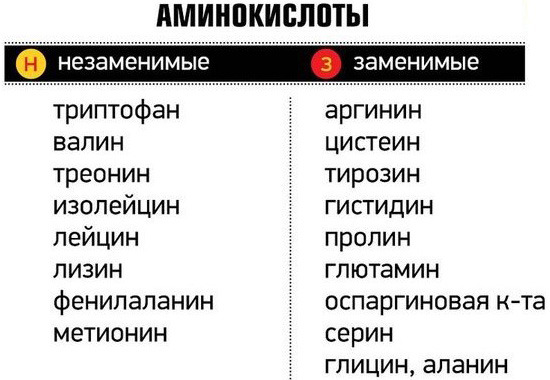 АМИНОКИСЛОТЫ
Н незаменимые
триптофан
валин
треонин
изолейцин
лейцин
лизин
фенилаланин
метионин
З заменимые
аргинин
цистеин
тирозин
гистидин
пролин
глютамин
оспаргиновая к-та
серин
глицин, аланин